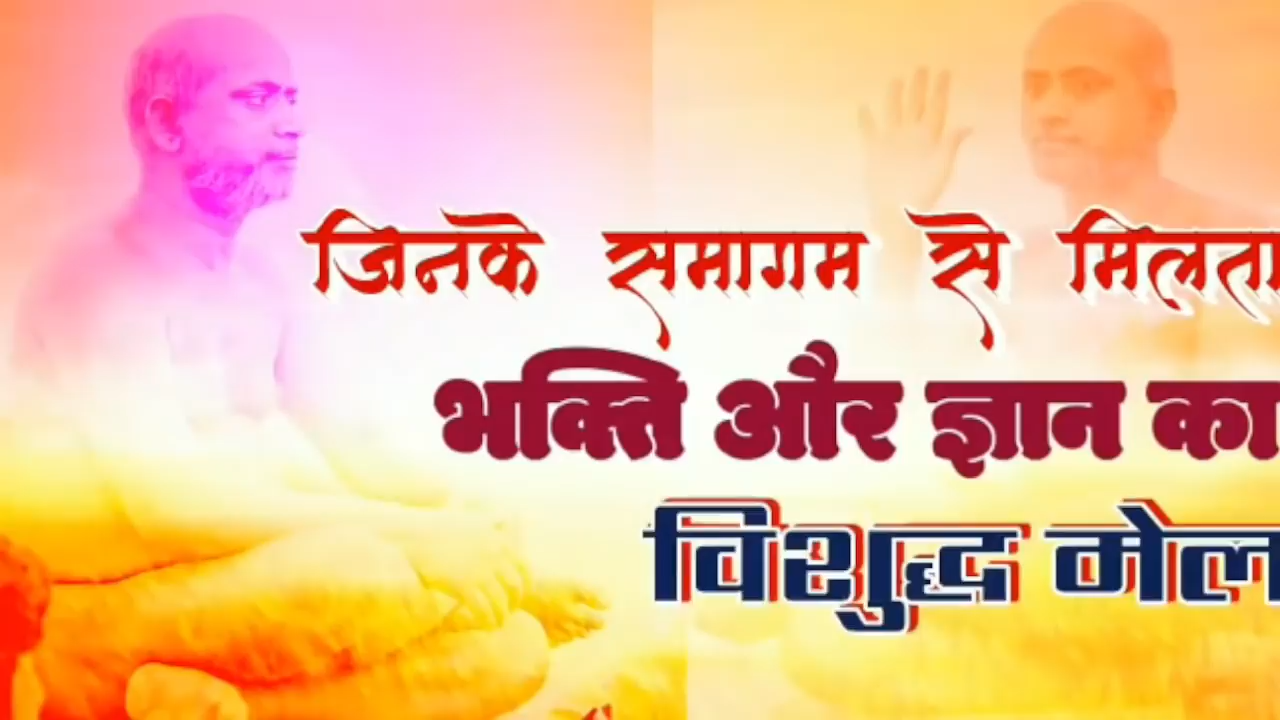 जिनके समागम से मिलता
भक्ति और ज्ञान का
विशुद्ध मेल